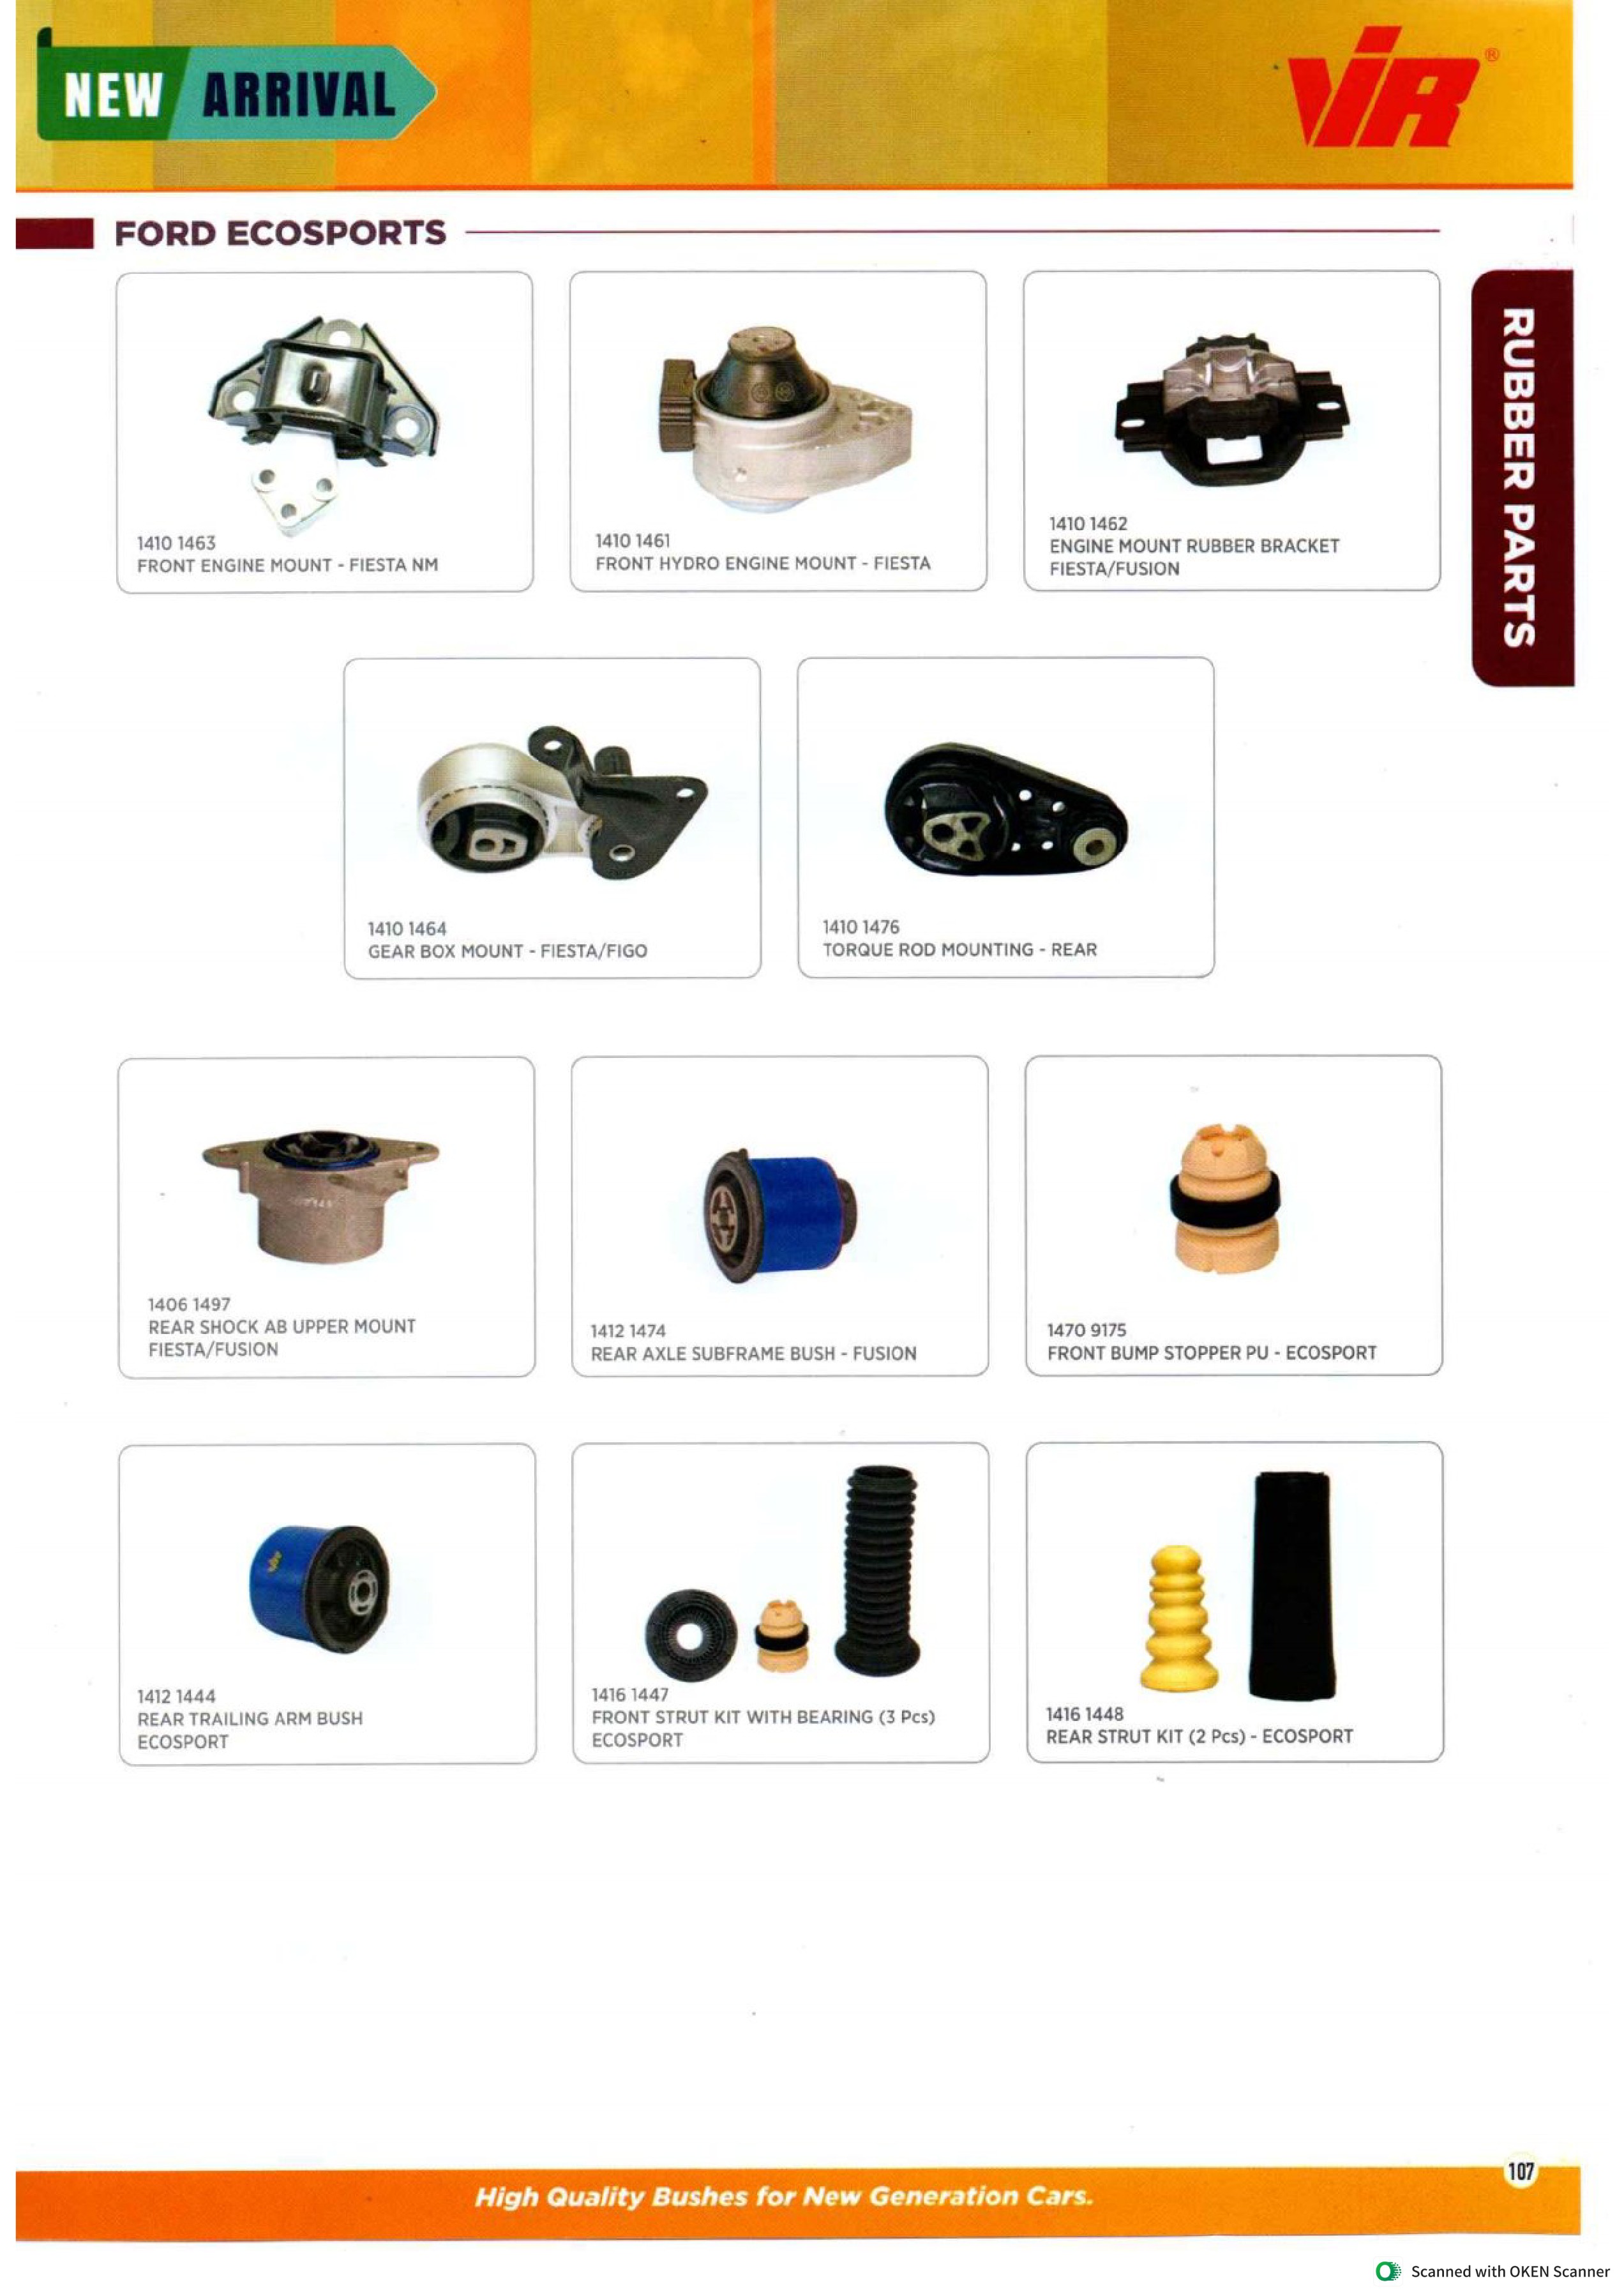 NEW ARRIVAL
ViR®
FORD ECOSPORTS
RUBBER PARTS
1410 1463
FRONT ENGINE MOUNT - FIESTA NM
1410 1461
FRONT HYDRO ENGINE MOUNT - FIESTA
1410 1462
ENGINE MOUNT RUBBER BRACKET
FIESTA/FUSION
1410 1464
GEAR BOX MOUNT - FIESTA/FIGO
1410 1476
TORQUE ROD MOUNTING - REAR
1406 1497
REAR SHOCK AB UPPER MOUNT
FIESTA/FUSION
1412 1474
REAR AXLE SUBFRAME BUSH - FUSION
1470 9175
FRONT BUMP STOPPER PU - ECOSPORT
1412 1444
REAR TRAILING ARM BUSH
ECOSPORT
1416 1447
FRONT STRUT KIT WITH BEARING (3 Pcs)
ECOSPORT
1416 1448
REAR STRUT KIT (2 Pcs) - ECOSPORT
107
High Quality Bushes for New Generation Cars.
Scanned with OKEN Scanner